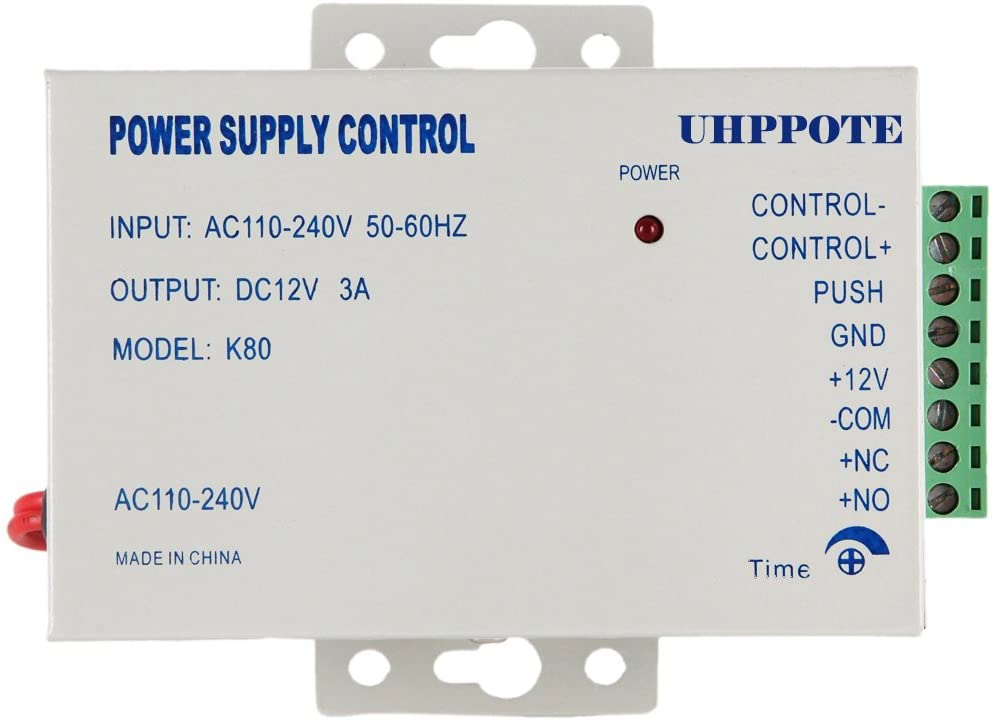 POWER SUPPLY CONTROL
UHPPOTE
POWER
INPUT: AC110-240V 50-60HZ
OUTPUT: DC12V 3A
MODEL: K80
CONTROL-
CONTROL+
PUSH
GND
+12V
-COM
+NC
+NO
AC110-240V
MADE IN CHINA
Time